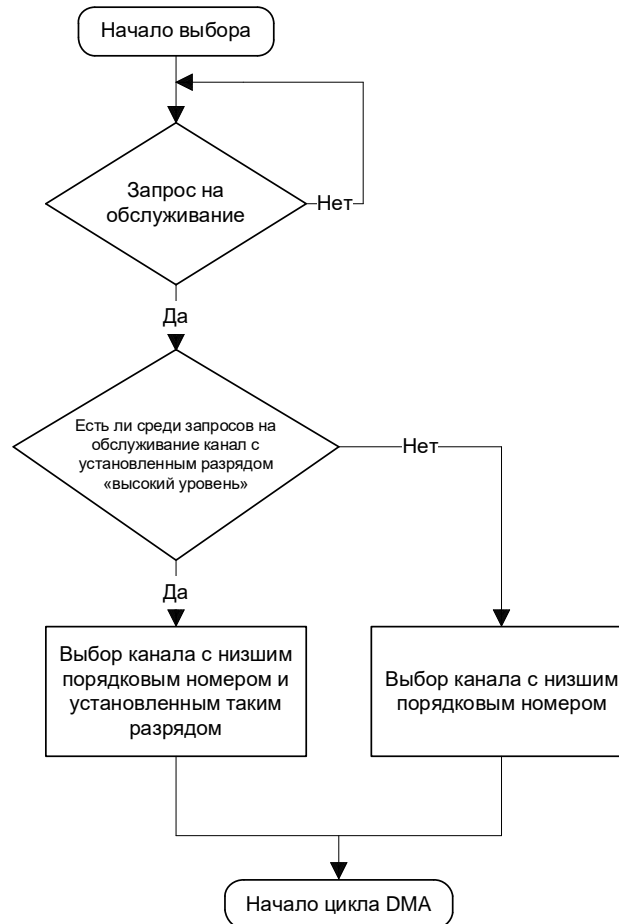 Начало выбора
Запрос на
обслуживание
Нет
Да
Есть ли среди запросов на
обслуживание канал с
установленным разрядом
«высокий уровень»
Нет
Да
Выбор канала с низшим
порядковым номером и
установленным таким
разрядом
Выбор канала с низшим
порядковым номером
Начало цикла DMA